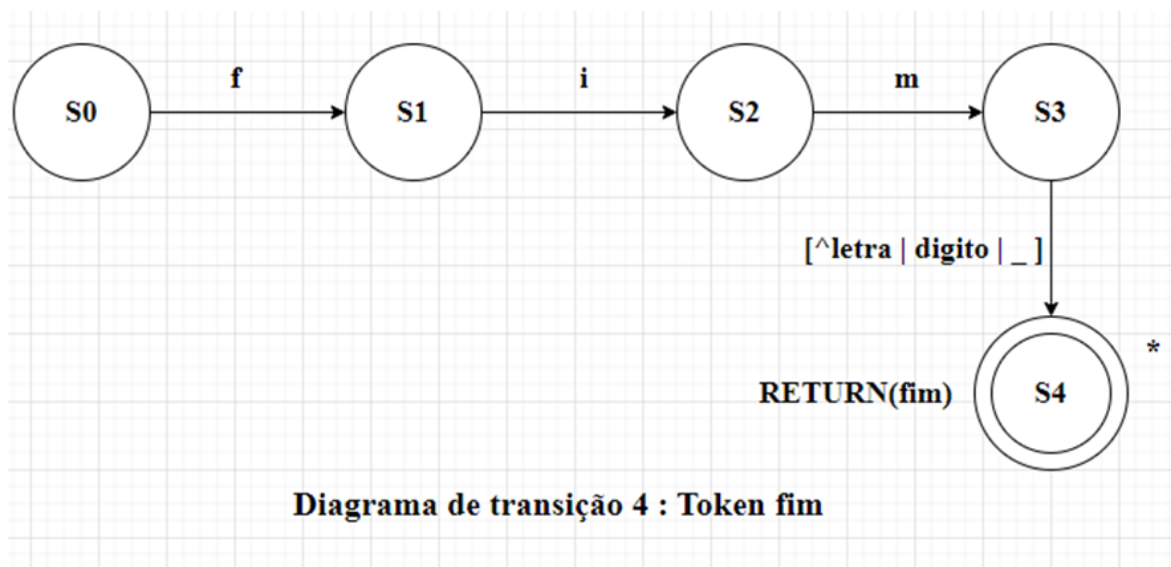 f
i
m
S0
S1
S2
S3
[^letra | digito | _ ]
*
RETURN(fim)
S4
Diagrama de transição 4 : Token fim